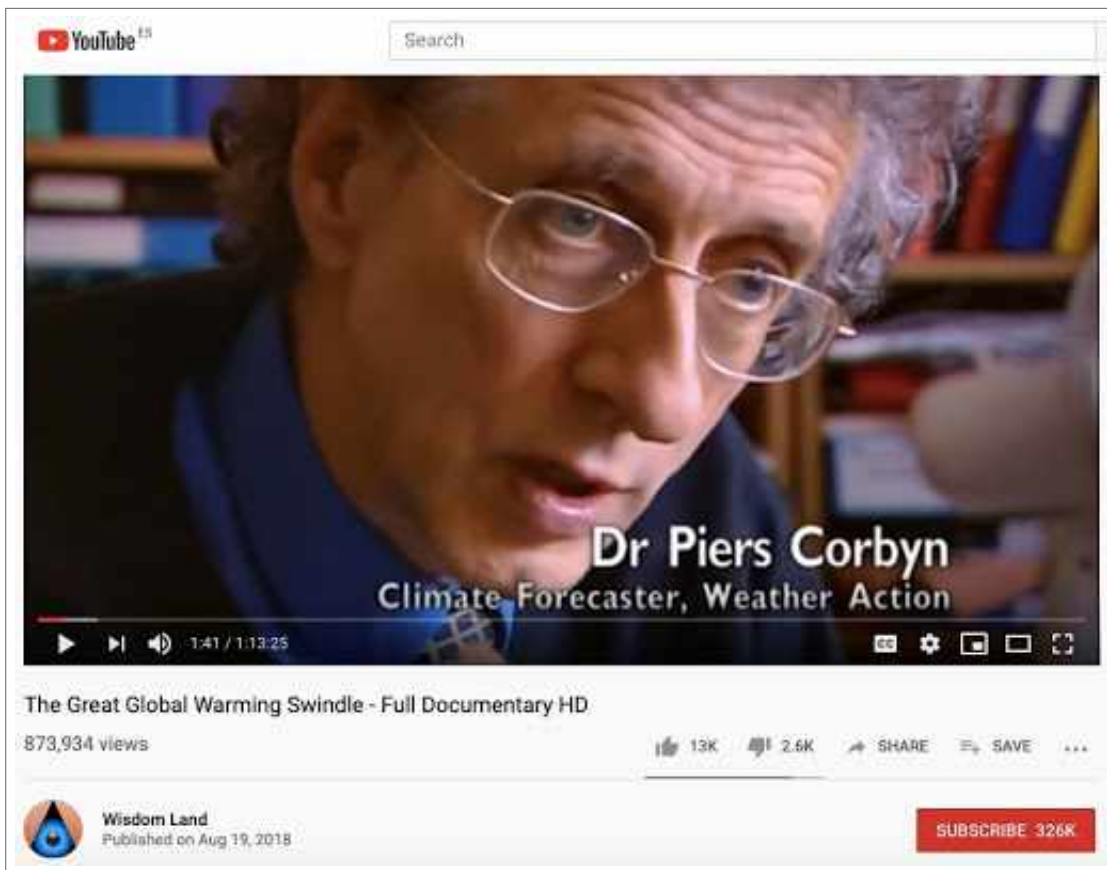 YouTube ES
Search
Dr Piers Corbyn
Climate Forecaster, Weather Action
1:41 / 1:13:25
CC
The Great Global Warming Swindle - Full Documentary HD
873,934 views
13K 2.6K SHARE SAVE ...
Wisdom Land
Published on Aug 19, 2018
SUBSCRIBE 326K